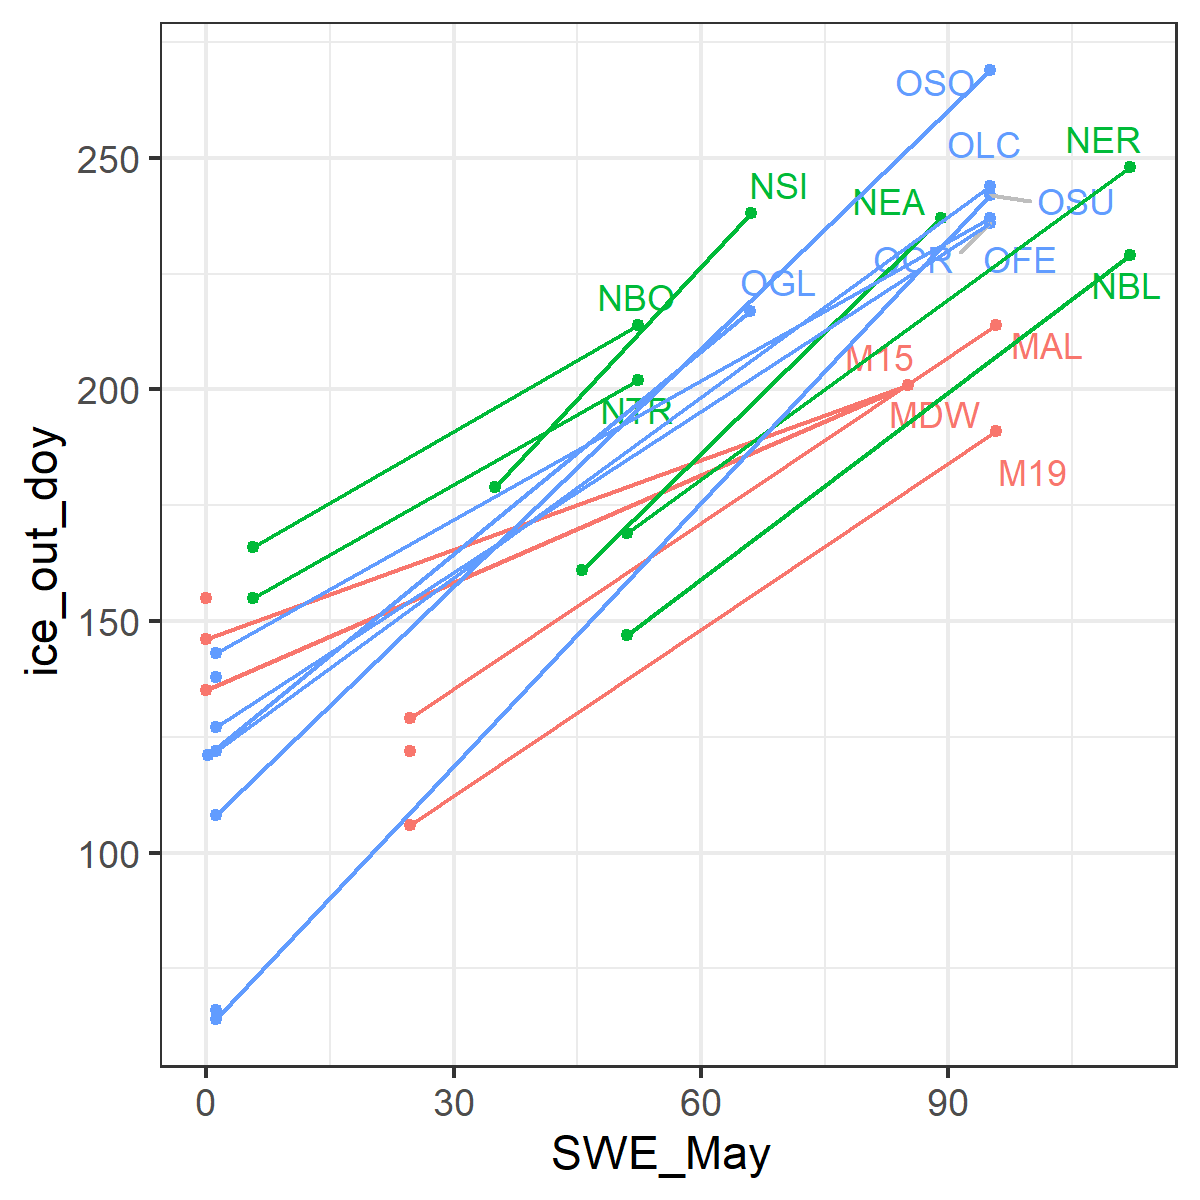 OSO
OLC
NER
NSI
NEA
OSU
OCR
OFE
OGL
NBL
NBO
M15
MAL
NTR
MDW
M19
250
200
150
100
0
30
60
90
SWE_May
ice_out_doy